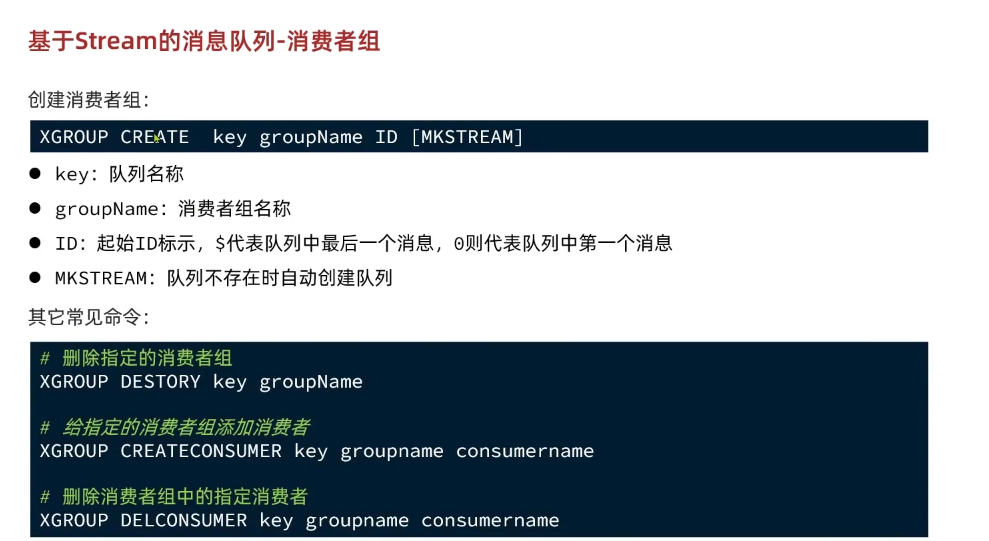 基于Stream的消息队列-消费者组
创建消费者组：
XGROUP CREATE  key groupName ID [MKSTREAM]
● key：队列名称
● groupName：消费者组名称
● ID：起始ID标示，$代表队列中最后一个消息，0则代表队列中第一个消息
● MKSTREAM：队列不存在时自动创建队列
其它常见命令：
# 删除指定的消费者组
XGROUP DESTORY key groupName
# 给指定的消费者组添加消费者
XGROUP CREATECONSUMER key groupname consumername
# 删除消费者组中的指定消费者
XGROUP DELCONSUMER key groupname consumername